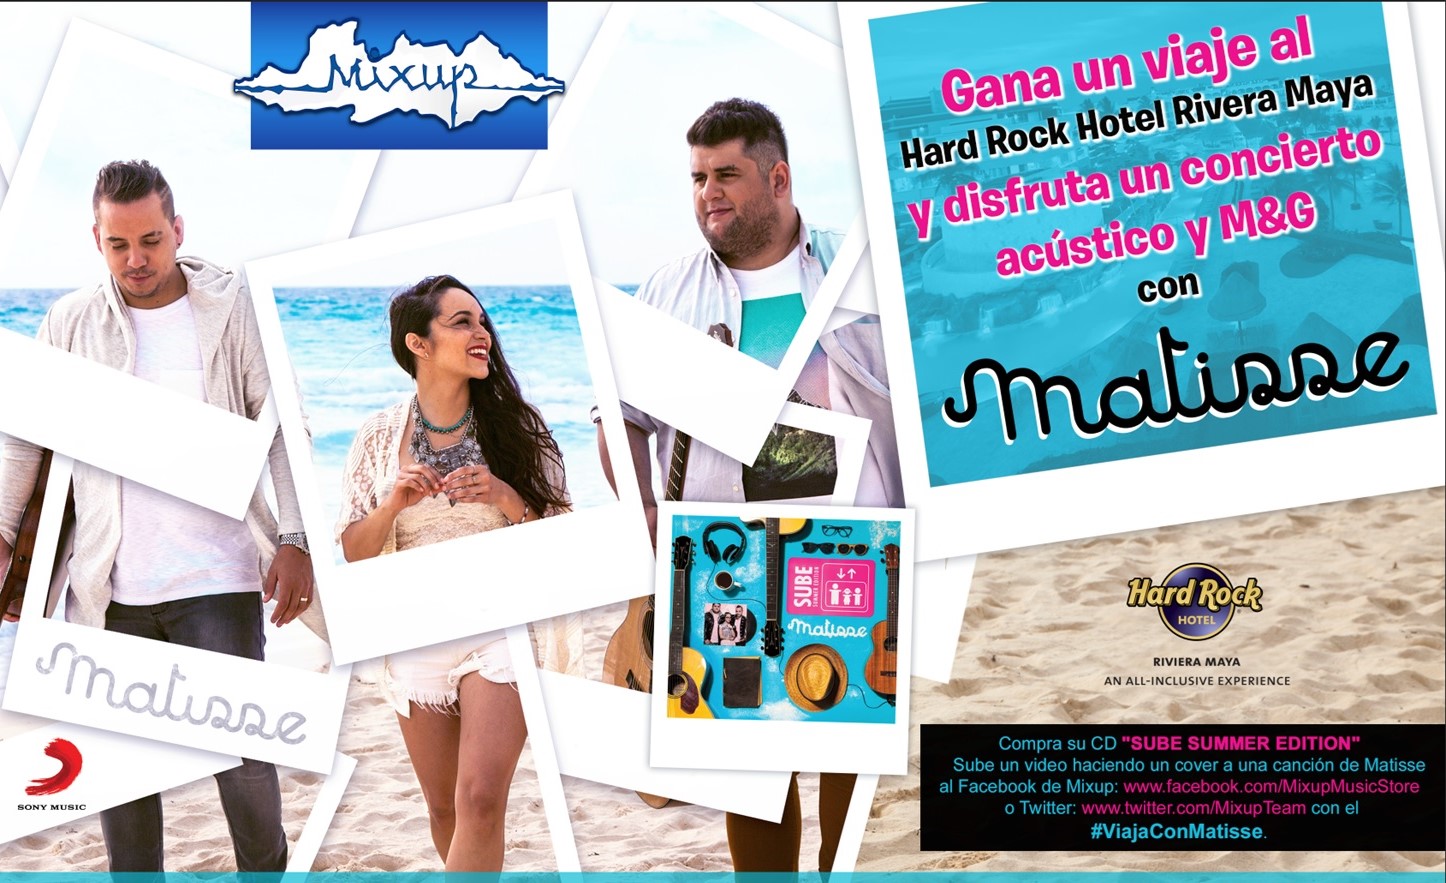 Mixup
Gana un viaje al
Hard Rock Hotel Rivera Maya
y disfruta un concierto
acústico y M&G
con
matisse
SUBE
SUMMER EDITION
matisse
matisse
SONY MUSIC
Hard Rock
HOTEL
RIVIERA MAYA
AN ALL-INCLUSIVE EXPERIENCE
Compra su CD "SUBE SUMMER EDITION"
Sube un video haciendo un cover a una canción de Matisse
al Facebook de Mixup: www.facebook.com/MixupMusicStore
o Twitter: www.twitter.com/MixupTeam con el
#ViajaConMatisse.